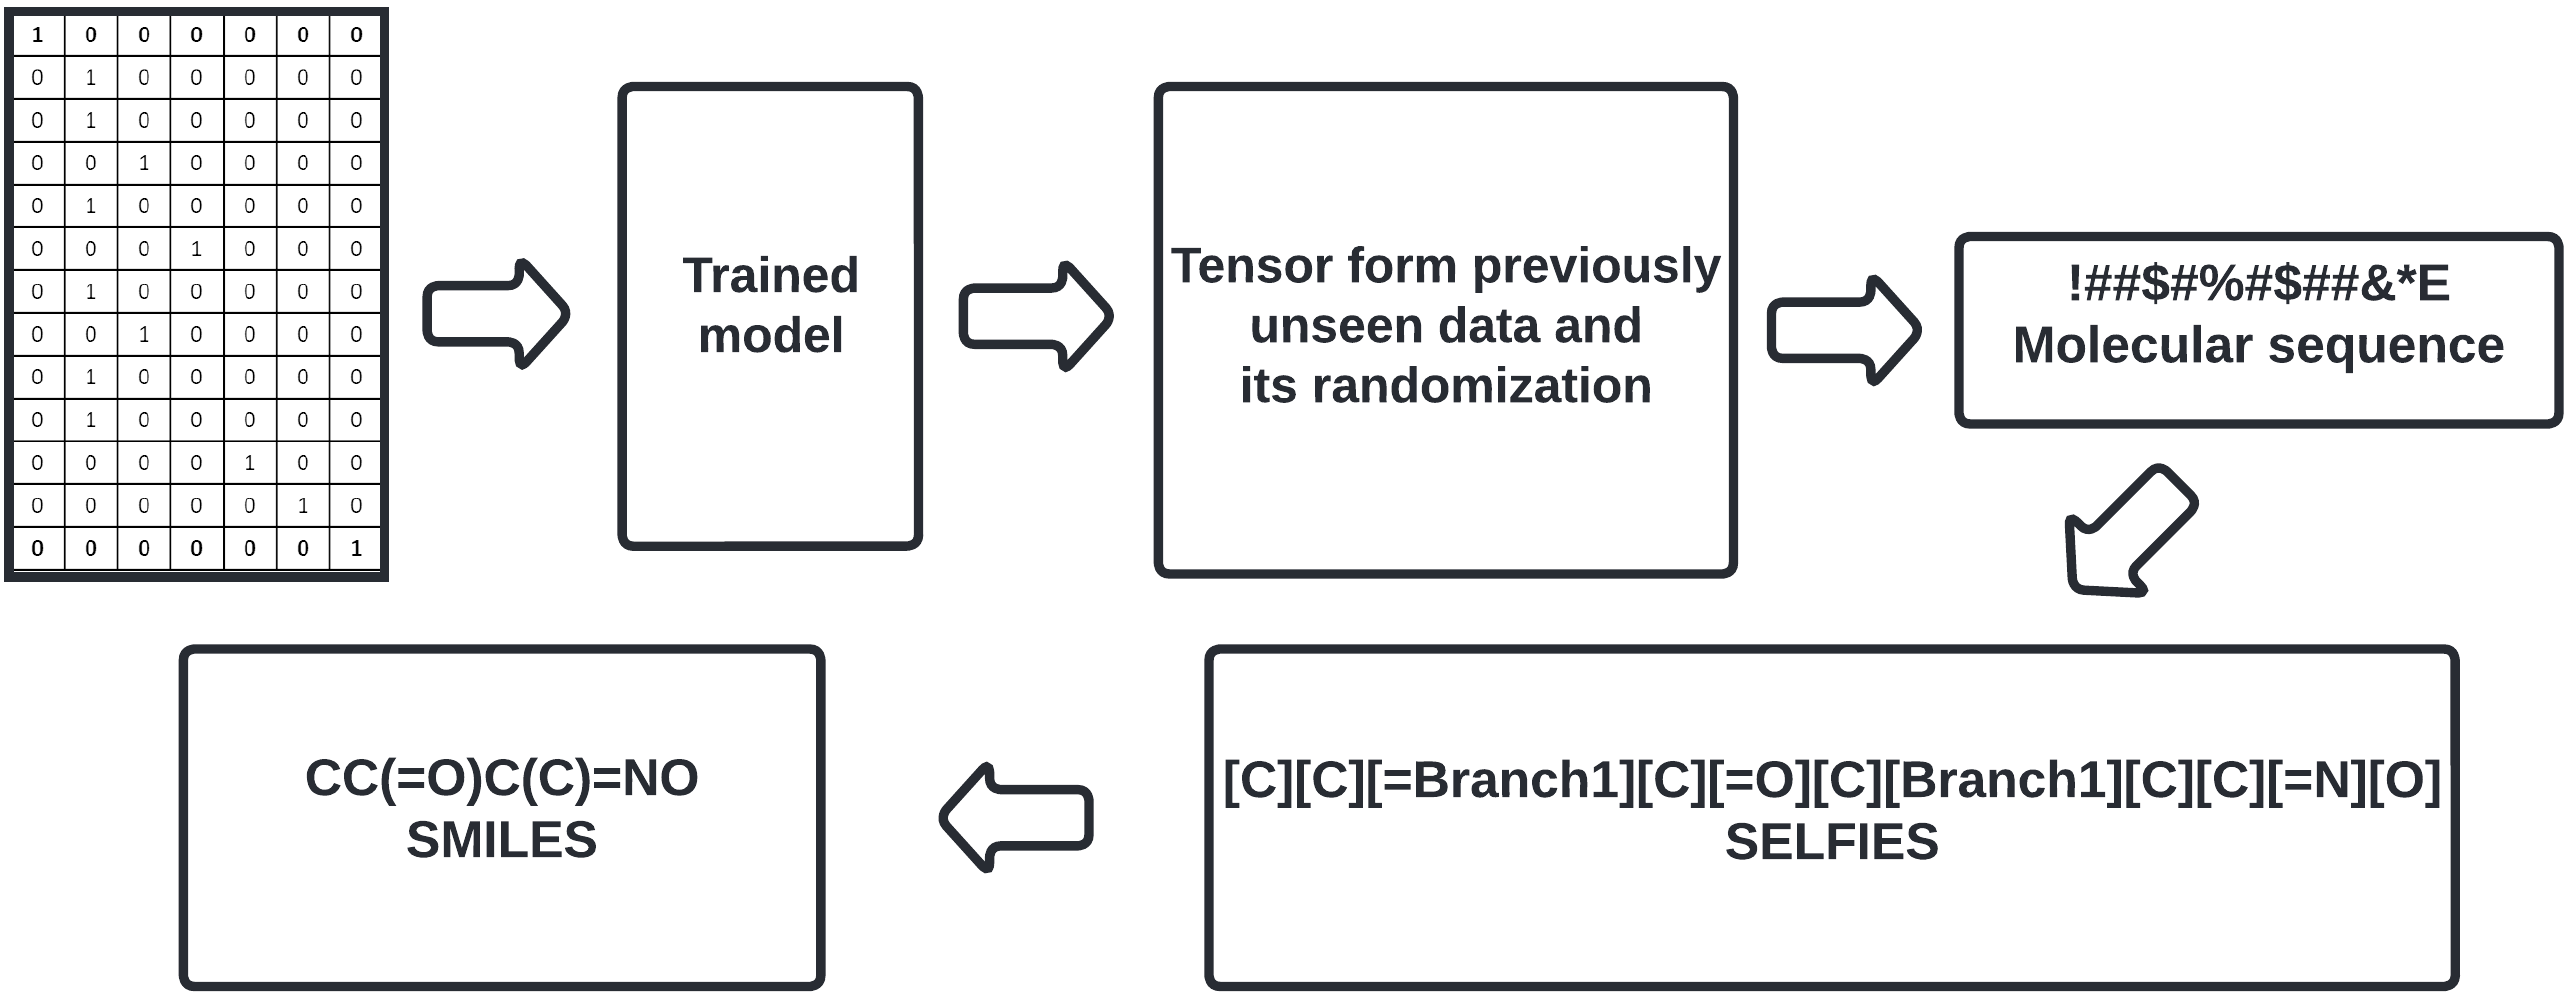 1 0 0 0 0 0 0
0 1 0 0 0 0 0
0 1 0 0 0 0 0
0 0 1 0 0 0 0
0 1 0 0 0 0 0
0 0 0 1 0 0 0
0 1 0 0 0 0 0
0 0 1 0 0 0 0
0 1 0 0 0 0 0
0 1 0 0 0 0 0
0 0 0 0 1 0 0
0 0 0 0 0 1 0
0 0 0 0 0 0 1
Trained
model
Tensor form previously
unseen data and
its randomization
!##$#%#$##&*E
Molecular sequence
[C][C][=Branch1][C][=O][C][Branch1][C][C][=N][O]
SELFIES
CC(=O)C(C)=NO
SMILES